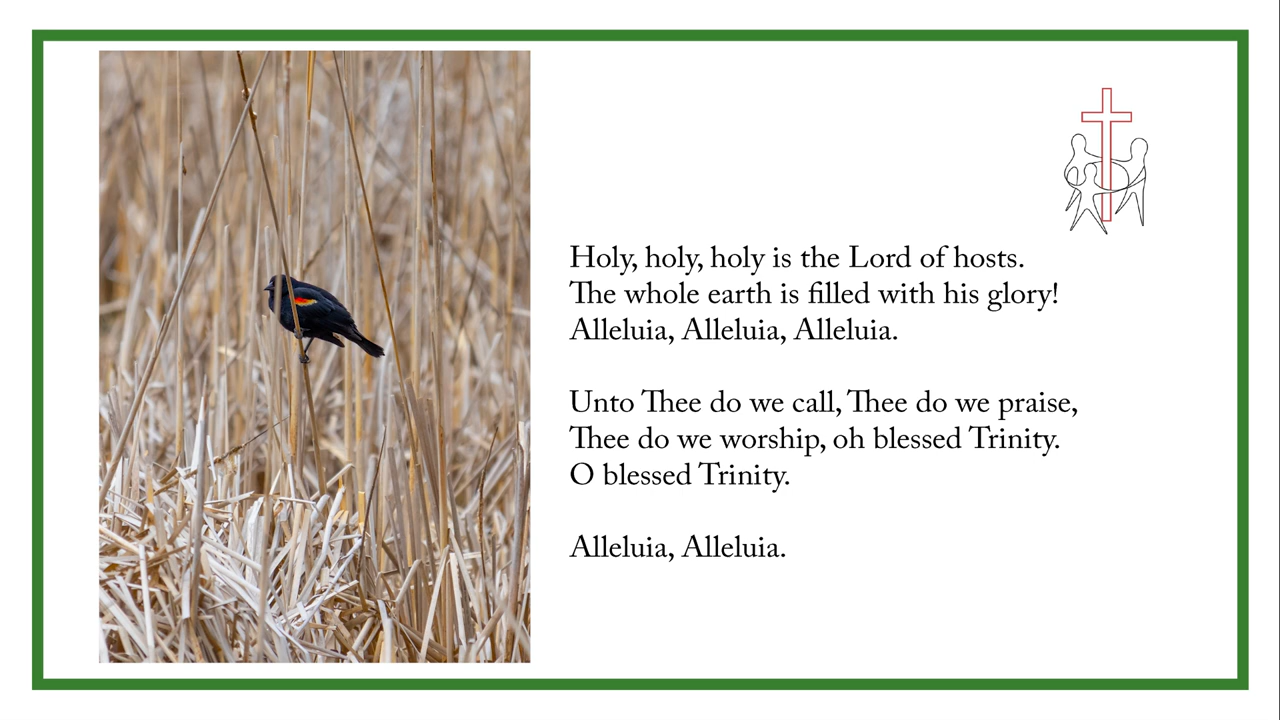 Holy, holy, holy is the Lord of hosts.
The whole earth is filled with his glory!
Alleluia, Alleluia, Alleluia.
Unto Thee do we call, Thee do we praise,
Thee do we worship, oh blessed Trinity.
O blessed Trinity.
Alleluia, Alleluia.